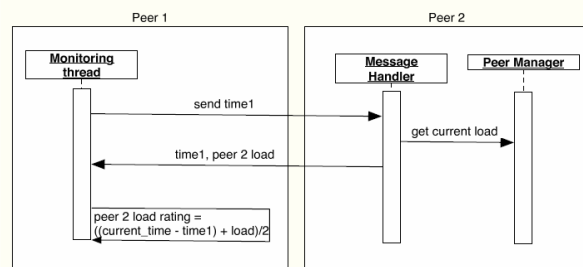 Peer 1
Peer 2
Monitoring
thread
Message
Handler
Peer Manager
send time1
get current load
time1, peer 2 load
peer 2 load rating =
((current_time - time1) + load)/2